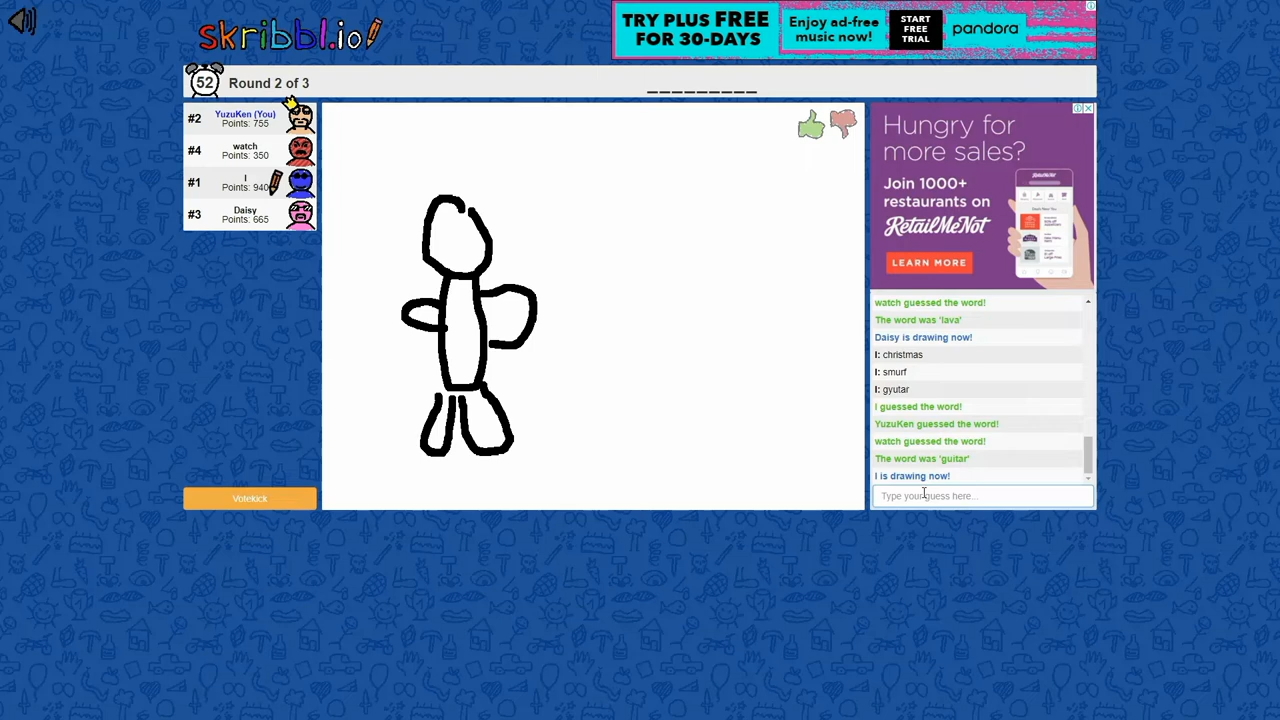 skribbl.io
TRY PLUS FREE
FOR 30-DAYS
Enjoy ad-free
music now!
START
FREE
TRIAL
pandora
52
Round 2 of 3
_________
#2
YuzuKen (You)
Points: 755
#4
watch
Points: 350
#1
I
Points: 940
#3
Daisy
Points: 665
Votekick
Hungry for
more sales?
Join 1000+
restaurants on
RetailMeNot
LEARN MORE
watch guessed the word!
The word was 'lava'
Daisy is drawing now!
I: christmas
I: smurf
I: gyutar
I guessed the word!
YuzuKen guessed the word!
watch guessed the word!
The word was 'guitar'
I is drawing now!
Type your guess here...